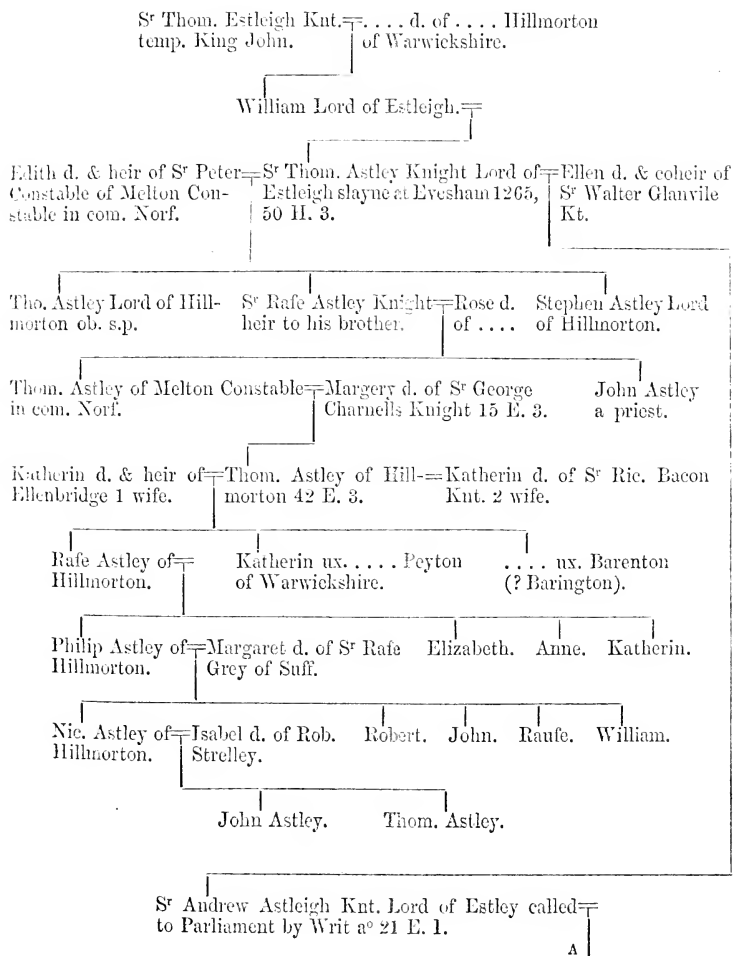 Sʳ Thom. Estleigh Knt. . . . . d. of . . . . Hillmorton
temp. King John. of Warwickshire.
William Lord of Estleigh.
Edith d. & heir of Sʳ Peter Sʳ Thom. Astley Knight Lord of Ellen d. & coheir of
Constable of Melton Con- Estleigh slayne at Evesham 1265, Sʳ Walter Glanvile
stable in com. Norf. 50 H. 3. Kt.
Tho. Astley Lord of Hill- Sʳ Rafe Astley Knight Rose d. Stephen Astley Lord
morton ob. s.p. heir to his brother. of . . . . of Hillmorton.
Thom. Astley of Melton Constable Margery d. of Sʳ George John Astley
in com. Norf. Charnells Knight 15 E. 3. a priest.
Katherin d. & heir of Thom. Astley of Hill- Katherin d. of Sʳ Ric. Bacon
Ellenbridge 1 wife. morton 42 E. 3. Knt. 2 wife.
Rafe Astley of Katherin ux. . . . . Peyton . . . . ux. Barenton
Hillmorton. of Warwickshire. (? Barington).
Philip Astley of Margaret d. of Sʳ Rafe Elizabeth. Anne. Katherin.
Hillmorton. Grey of Suff.
Nic. Astley of Isabel d. of Rob. Robert. John. Raufe. William.
Hillmorton. Strelley.
John Astley. Thom. Astley.
Sʳ Andrew Astleigh Knt. Lord of Estley called
to Parliament by Writ aº 21 E. 1.
A